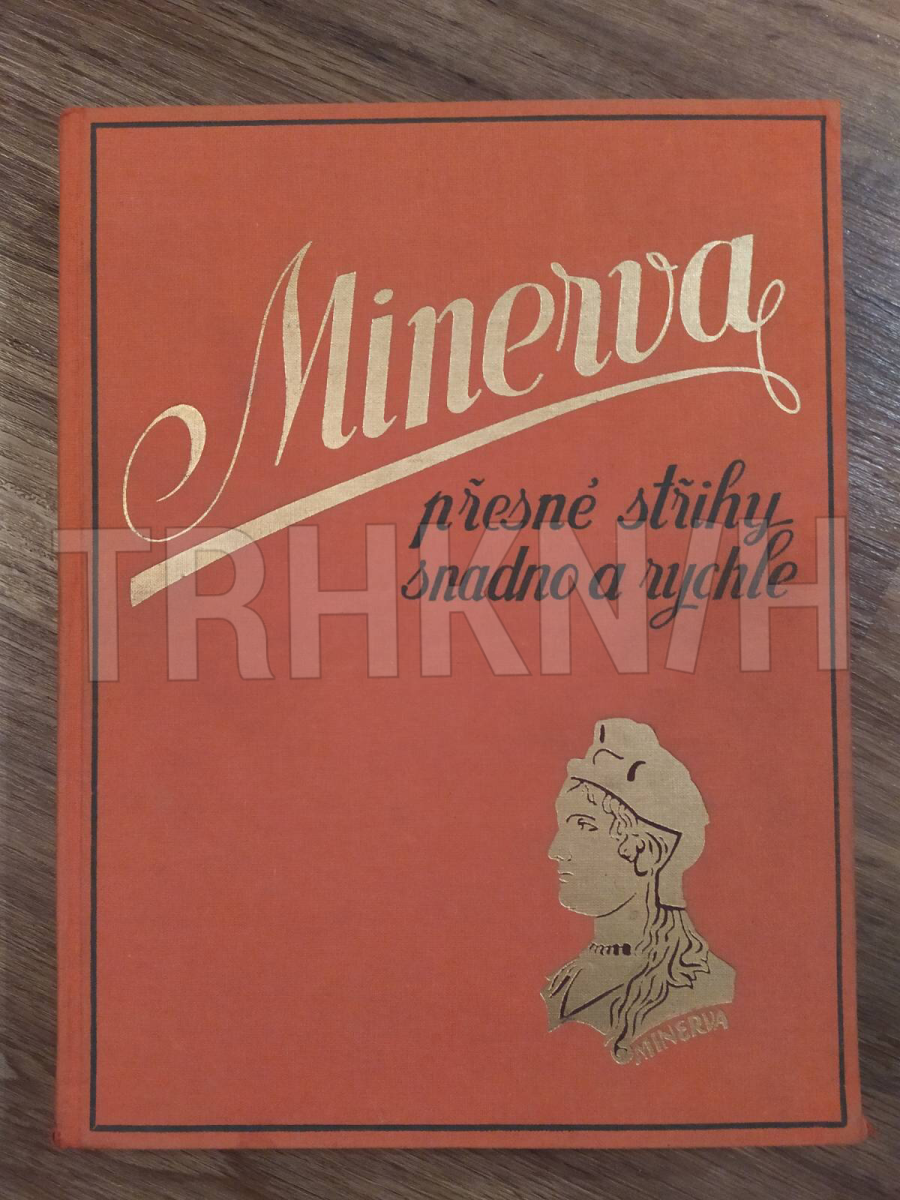 Minerva
přesné střihy
snadno a rychle
TRHKNIH
MINERVA